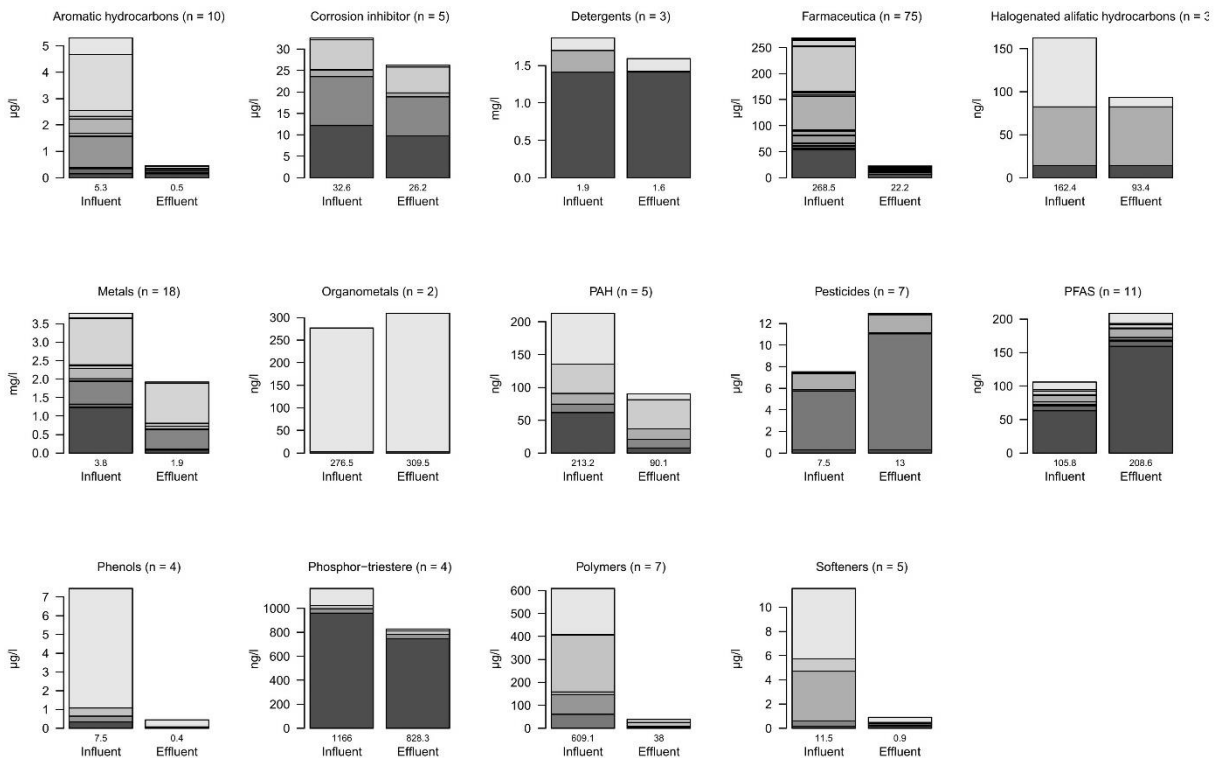 Aromatic hydrocarbons (n = 10)
µg/l
5
4
3
2
1
0
5.3
0.5
Influent
Effluent
Corrosion inhibitor (n = 5)
µg/l
30
25
20
15
10
5
0
32.6
26.2
Influent
Effluent
Detergents (n = 3)
mg/l
1.5
1.0
0.5
0.0
1.9
1.6
Influent
Effluent
Farmaceutica (n = 75)
µg/l
250
200
150
100
50
0
268.5
22.2
Influent
Effluent
Halogenated alifatic hydrocarbons (n = 3
ng/l
150
100
50
0
162.4
93.4
Influent
Effluent
Metals (n = 18)
mg/l
3.5
3.0
2.5
2.0
1.5
1.0
0.5
0.0
3.8
1.9
Influent
Effluent
Organometals (n = 2)
ng/l
300
250
200
150
100
50
0
276.5
309.5
Influent
Effluent
PAH (n = 5)
ng/l
200
150
100
50
0
213.2
90.1
Influent
Effluent
Pesticides (n = 7)
µg/l
12
10
8
6
4
2
0
7.5
13
Influent
Effluent
PFAS (n = 11)
ng/l
200
150
100
50
0
105.8
208.6
Influent
Effluent
Phenols (n = 4)
µg/l
7
6
5
4
3
2
1
0
7.5
0.4
Influent
Effluent
Phosphor−triestere (n = 4)
ng/l
1000
800
600
400
200
0
1166
828.3
Influent
Effluent
Polymers (n = 7)
µg/l
600
500
400
300
200
100
0
609.1
38
Influent
Effluent
Softeners (n = 5)
µg/l
10
8
6
4
2
0
11.5
0.9
Influent
Effluent